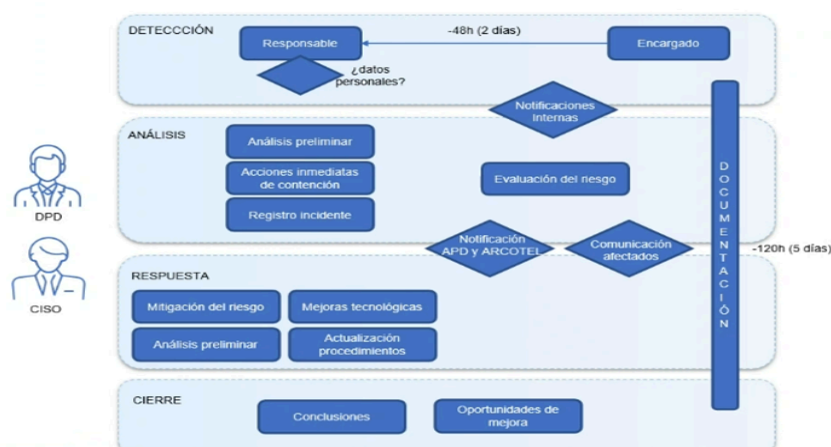 DETECCCIÓN
Responsable
-48h (2 días)
Encargado
¿datos
personales?
Notificaciones
Internas
ANÁLISIS
Análisis preliminar
Acciones inmediatas
de contención
Registro incidente
Evaluación del riesgo
DOCUMENTACIÓN
DPD
CISO
Notificación
APD y ARCOTEL
Comunicación
afectados
-120h (5 días)
RESPUESTA
Mitigación del riesgo
Mejoras tecnológicas
Análisis preliminar
Actualización
procedimientos
CIERRE
Conclusiones
Oportunidades de
mejora